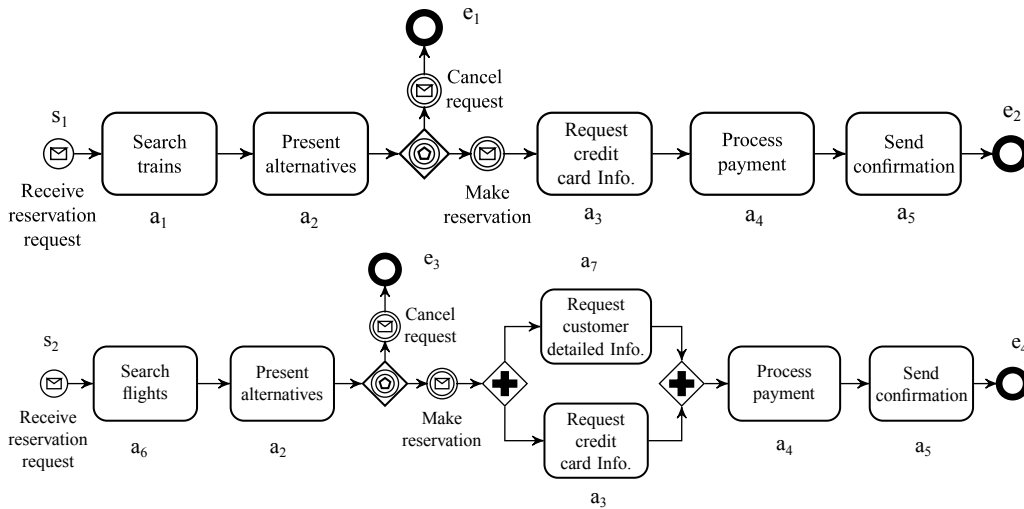 e1
Cancel
request
s1
Search
trains
Present
alternatives
Request
credit
card Info.
Process
payment
Send
confirmation
e2
Receive
reservation
request
Make
reservation
a1
a2
a3
a4
a5
e3
a7
Cancel
request
Request
customer
detailed Info.
s2
Search
flights
Present
alternatives
Process
payment
Send
confirmation
e4
Receive
reservation
request
Make
reservation
Request
credit
card Info.
a6
a2
a4
a5
a3